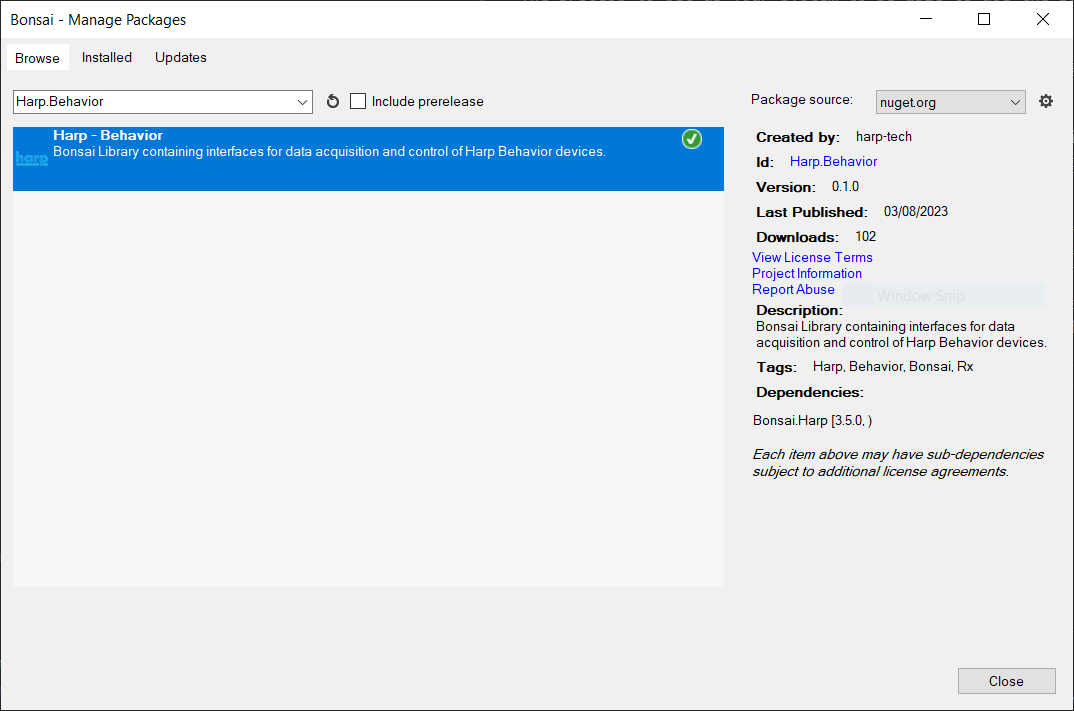 Bonsai - Manage Packages
Browse Installed Updates
Harp.Behavior
Include prerelease
Package source: nuget.org
Harp - Behavior
harp
Bonsai Library containing interfaces for data acquisition and control of Harp Behavior devices.
Created by: harp-tech
Id: Harp.Behavior
Version: 0.1.0
Last Published: 03/08/2023
Downloads: 102
View License Terms
Project Information
Report Abuse
Window Snip
Description:
Bonsai Library containing interfaces for data
acquisition and control of Harp Behavior devices.
Tags: Harp, Behavior, Bonsai, Rx
Dependencies:
Bonsai.Harp [3.5.0, )
Each item above may have sub-dependencies
subject to additional license agreements.
Close